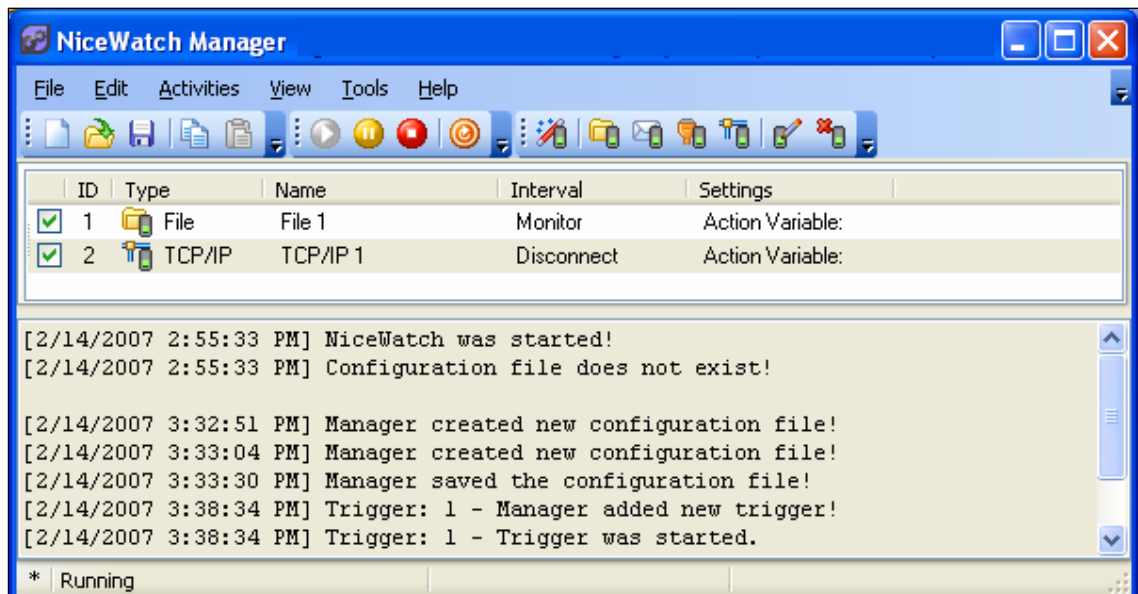 NiceWatch Manager
File Edit Activities View Tools Help
ID Type Name Interval Settings
1 File File 1 Monitor Action Variable:
2 TCP/IP TCP/IP 1 Disconnect Action Variable:
[2/14/2007 2:55:33 PM] NiceWatch was started!
[2/14/2007 2:55:33 PM] Configuration file does not exist!
[2/14/2007 3:32:51 PM] Manager created new configuration file!
[2/14/2007 3:33:04 PM] Manager created new configuration file!
[2/14/2007 3:33:30 PM] Manager saved the configuration file!
[2/14/2007 3:38:34 PM] Trigger: 1 - Manager added new trigger!
[2/14/2007 3:38:34 PM] Trigger: 1 - Trigger was started.
* Running